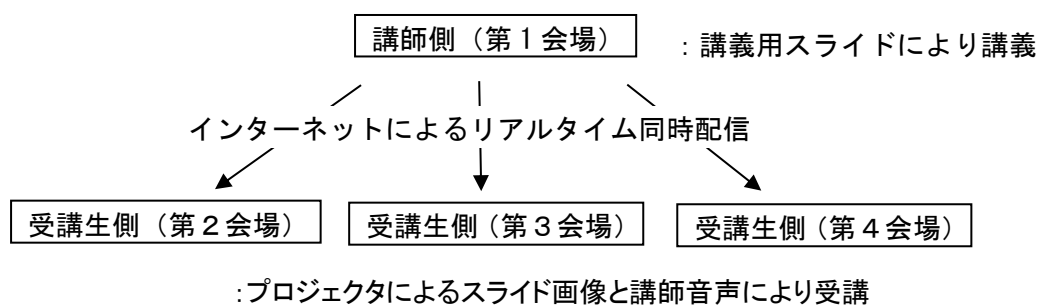 講師側（第１会場） ：講義用スライドにより講義
インターネットによるリアルタイム同時配信
受講生側（第２会場） 受講生側（第３会場） 受講生側（第４会場）
：プロジェクタによるスライド画像と講師音声により受講